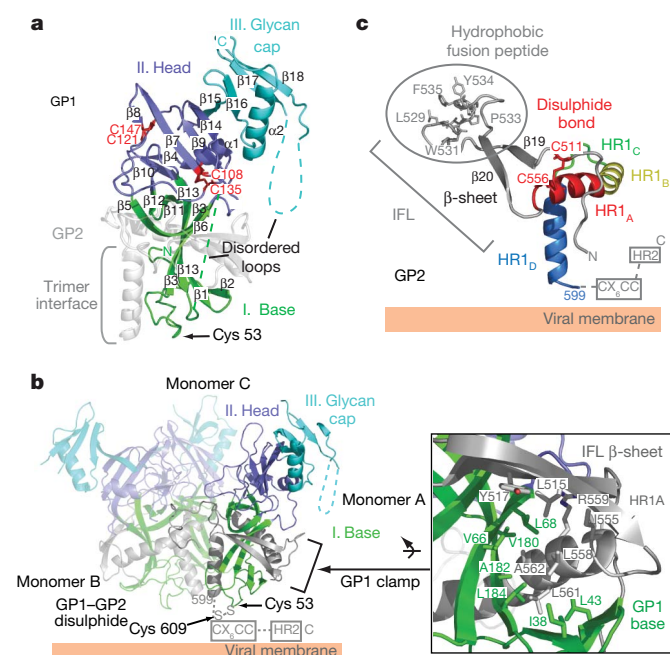 a
III. Glycan
cap
C
II. Head
GP1
β17
β18
β15
β16
β8
C147
C121
β14
β7
β9
α1
α2
β4
C108
C135
β10
β13
β12
β5
β11
β3
β6
GP2
N
Disordered
loops
β13
Trimer
interface
β3
β2
β1
I. Base
Cys 53
c
Hydrophobic
fusion peptide
Y534
F535
L529
P533
W531
Disulphide
bond
β19
C511
HR1C
HR1B
C556
β20
β-sheet
HR1A
IFL
N
HR1D
C
HR2
GP2
CX6CC
599
Viral membrane
b
Monomer C
II. Head
III. Glycan
cap
Monomer A
I. Base
Monomer B
GP1 clamp
599
GP1–GP2
disulphide
S
S
Cys 53
Cys 609
CX6CC
HR2
C
Viral membrane
IFL β-sheet
L515
Y517
R559
HR1A
I555
L68
V66
V180
L558
A182
A562
L184
L561
L43
GP1
base
I38